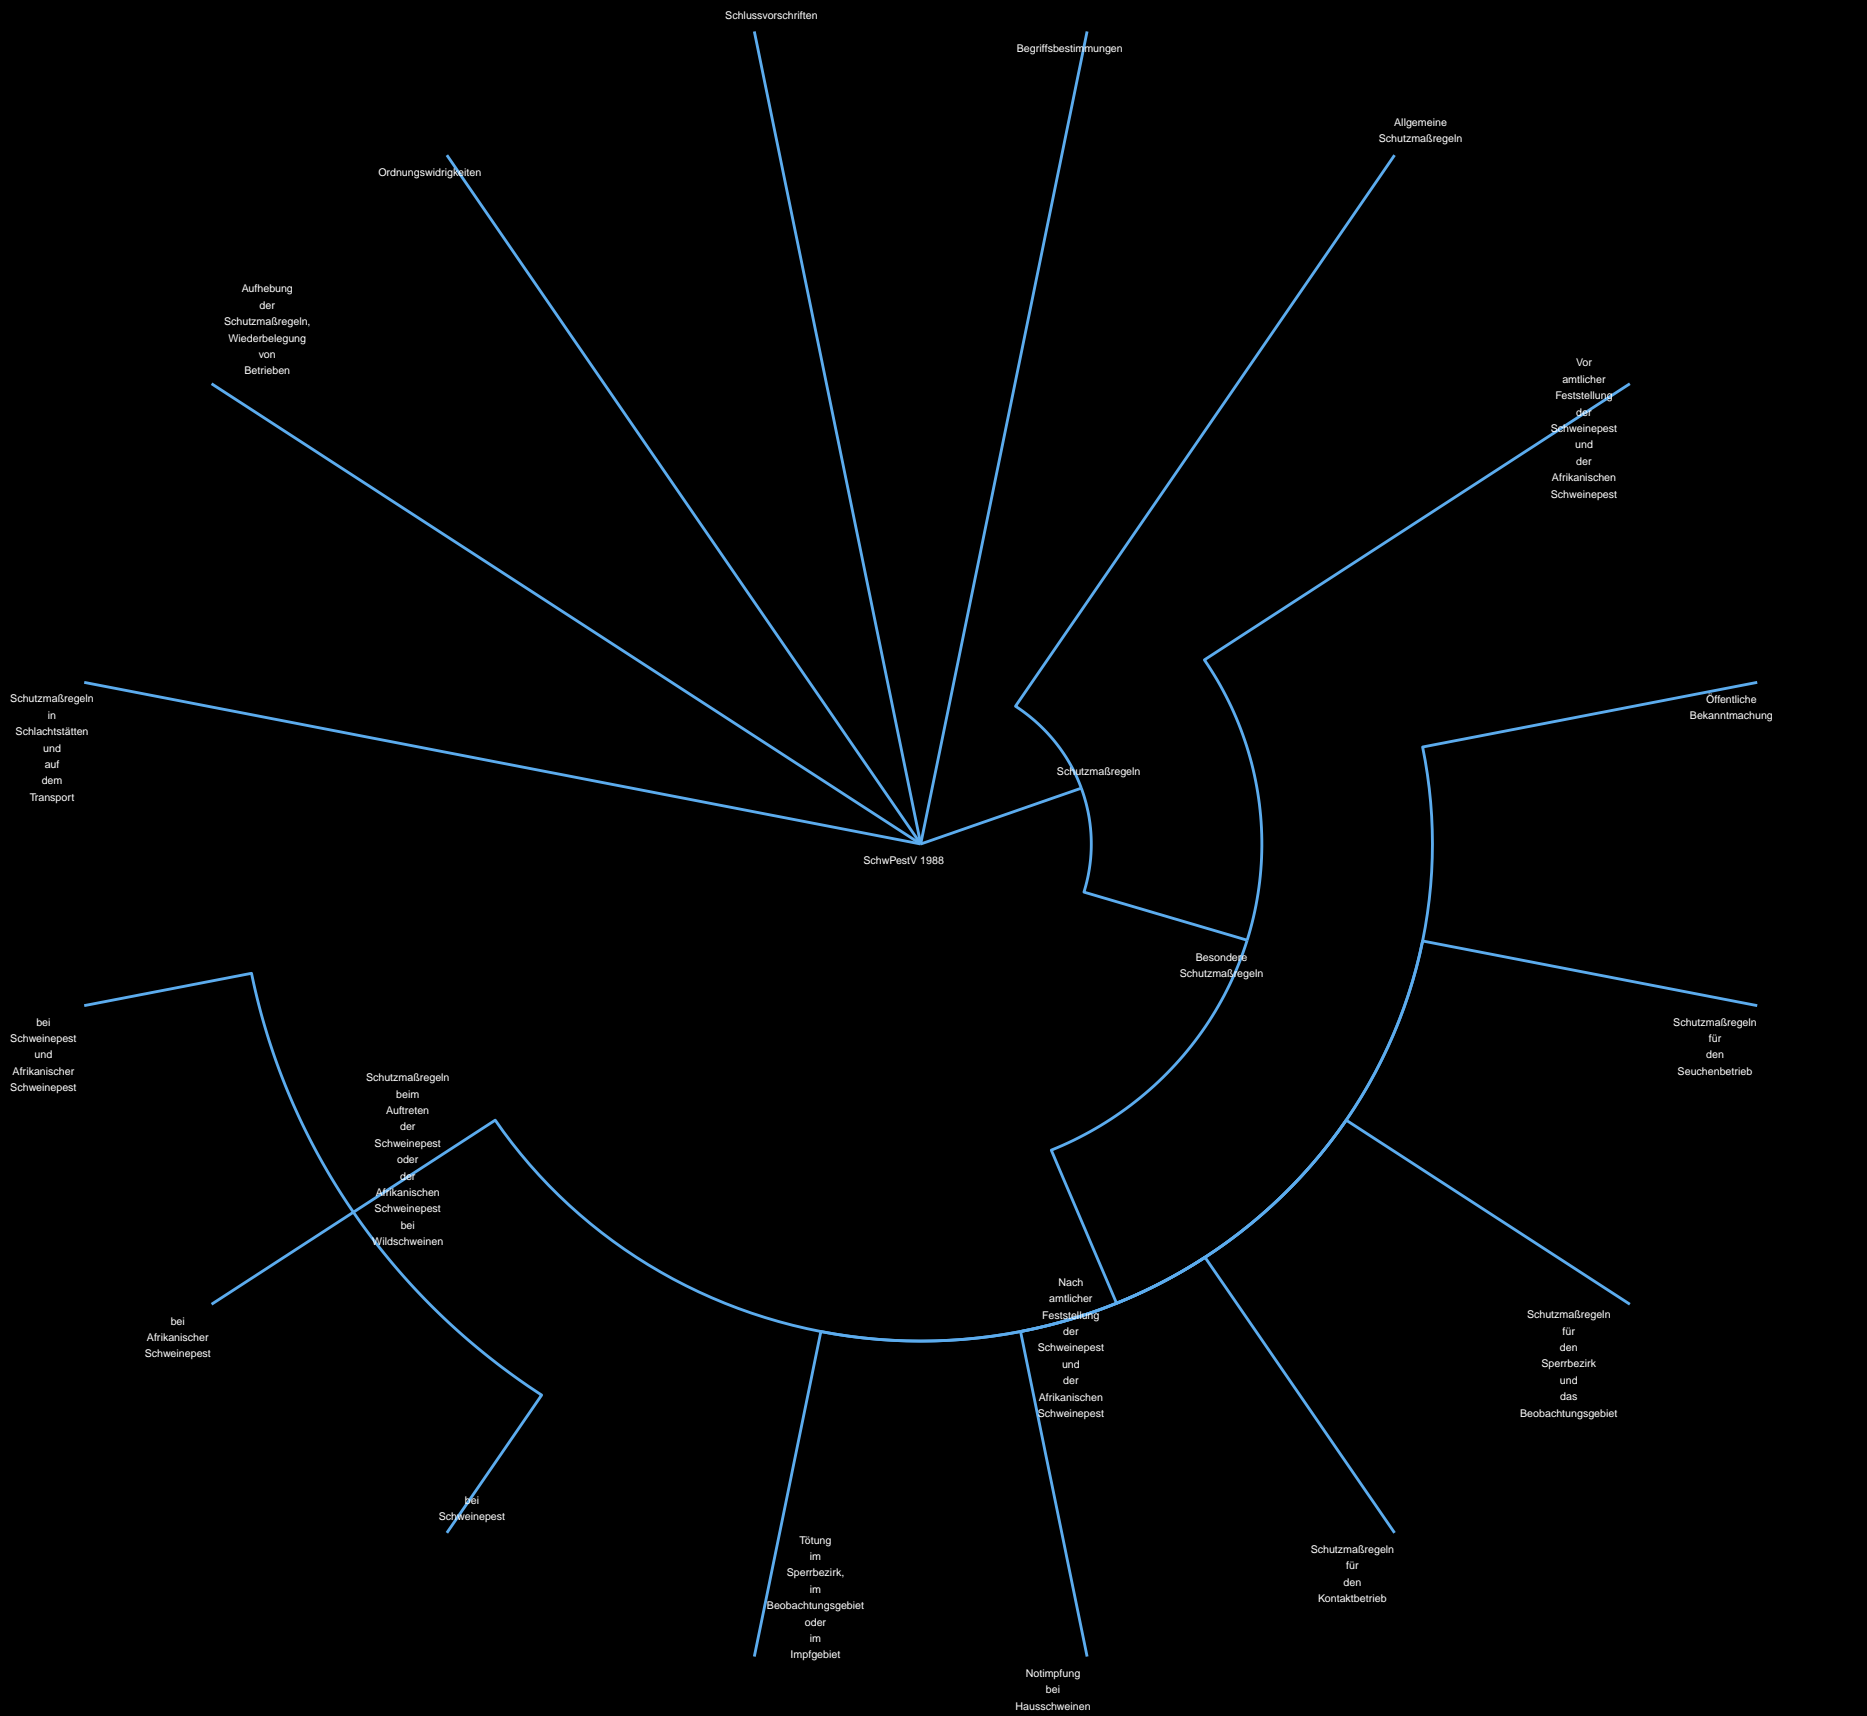 Schlussvorschriften
Begriffsbestimmungen
Allgemeine
Schutzmaßregeln
Ordnungswidrigkeiten
Aufhebung
der
Schutzmaßregeln,
Wiederbelegung
von
Betrieben
Vor
amtlicher
Feststellung
der
Schweinepest
und
der
Afrikanischen
Schweinepest
Schutzmaßregeln
in
Schlachtstätten
und
auf
dem
Transport
Öffentliche
Bekanntmachung
Schutzmaßregeln
SchwPestV 1988
Besondere
Schutzmaßregeln
bei
Schweinepest
und
Afrikanischer
Schweinepest
Schutzmaßregeln
für
den
Seuchenbetrieb
Schutzmaßregeln
beim
Auftreten
der
Schweinepest
oder
der
Afrikanischen
Schweinepest
bei
Wildschweinen
Nach
amtlicher
Feststellung
der
Schweinepest
und
der
Afrikanischen
Schweinepest
bei
Afrikanischer
Schweinepest
Schutzmaßregeln
für
den
Sperrbezirk
und
das
Beobachtungsgebiet
bei
Schweinepest
Tötung
im
Sperrbezirk,
im
Beobachtungsgebiet
oder
im
Impfgebiet
Schutzmaßregeln
für
den
Kontaktbetrieb
Notimpfung
bei
Hausschweinen